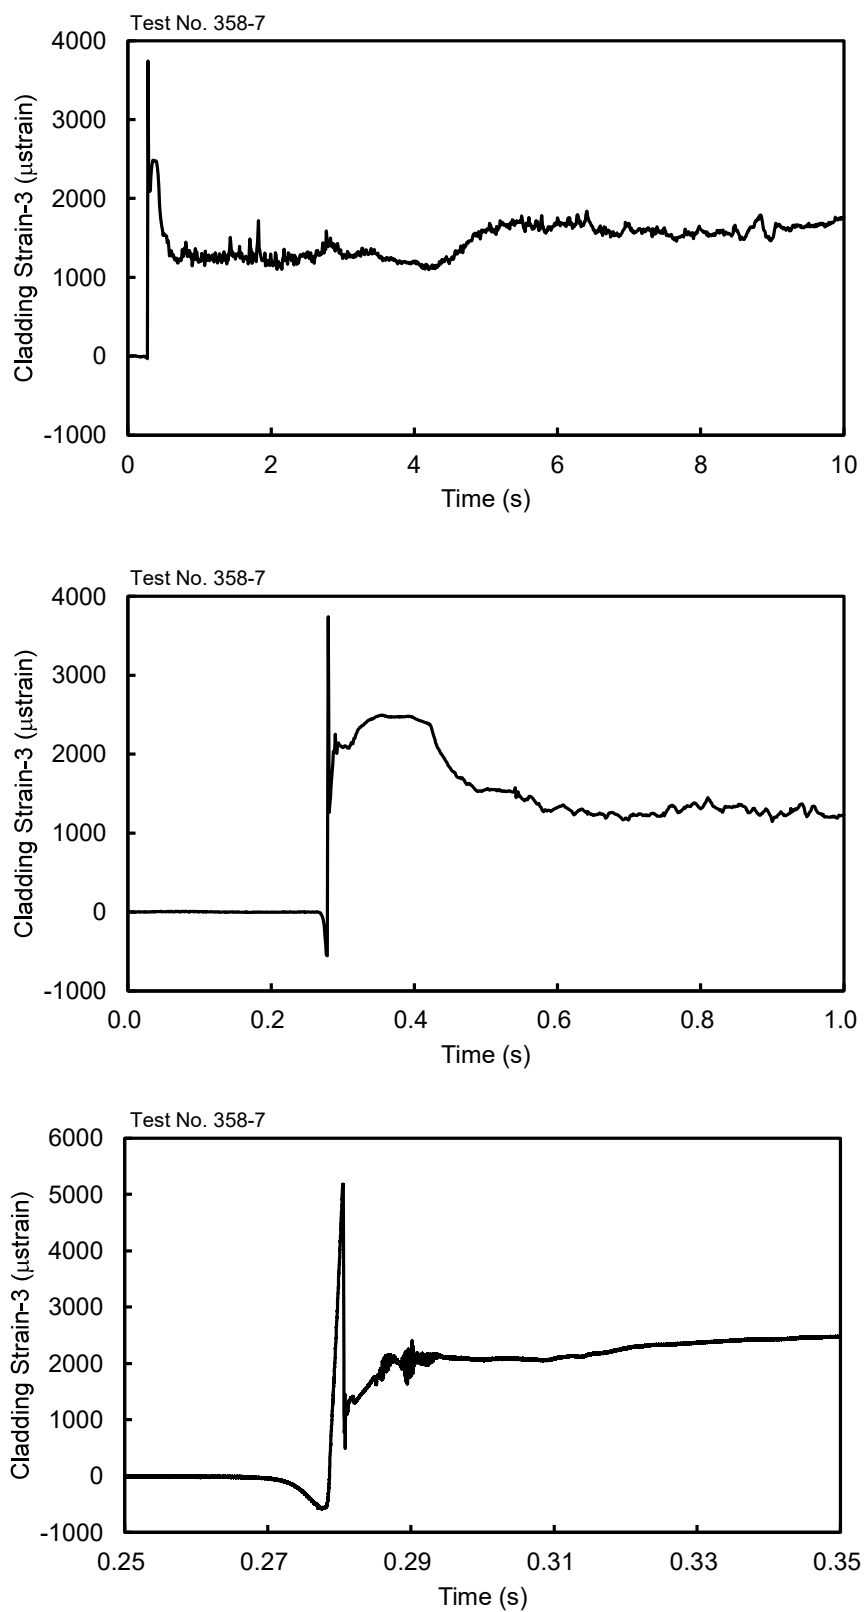 Test No. 358-7
4000
3000
2000
1000
0
-1000
Cladding Strain-3 (μstrain)
0 2 4 6 8 10
Time (s)
Test No. 358-7
4000
3000
2000
1000
0
-1000
Cladding Strain-3 (μstrain)
0.0 0.2 0.4 0.6 0.8 1.0
Time (s)
Test No. 358-7
6000
5000
4000
3000
2000
1000
0
-1000
Cladding Strain-3 (μstrain)
0.25 0.27 0.29 0.31 0.33 0.35
Time (s)